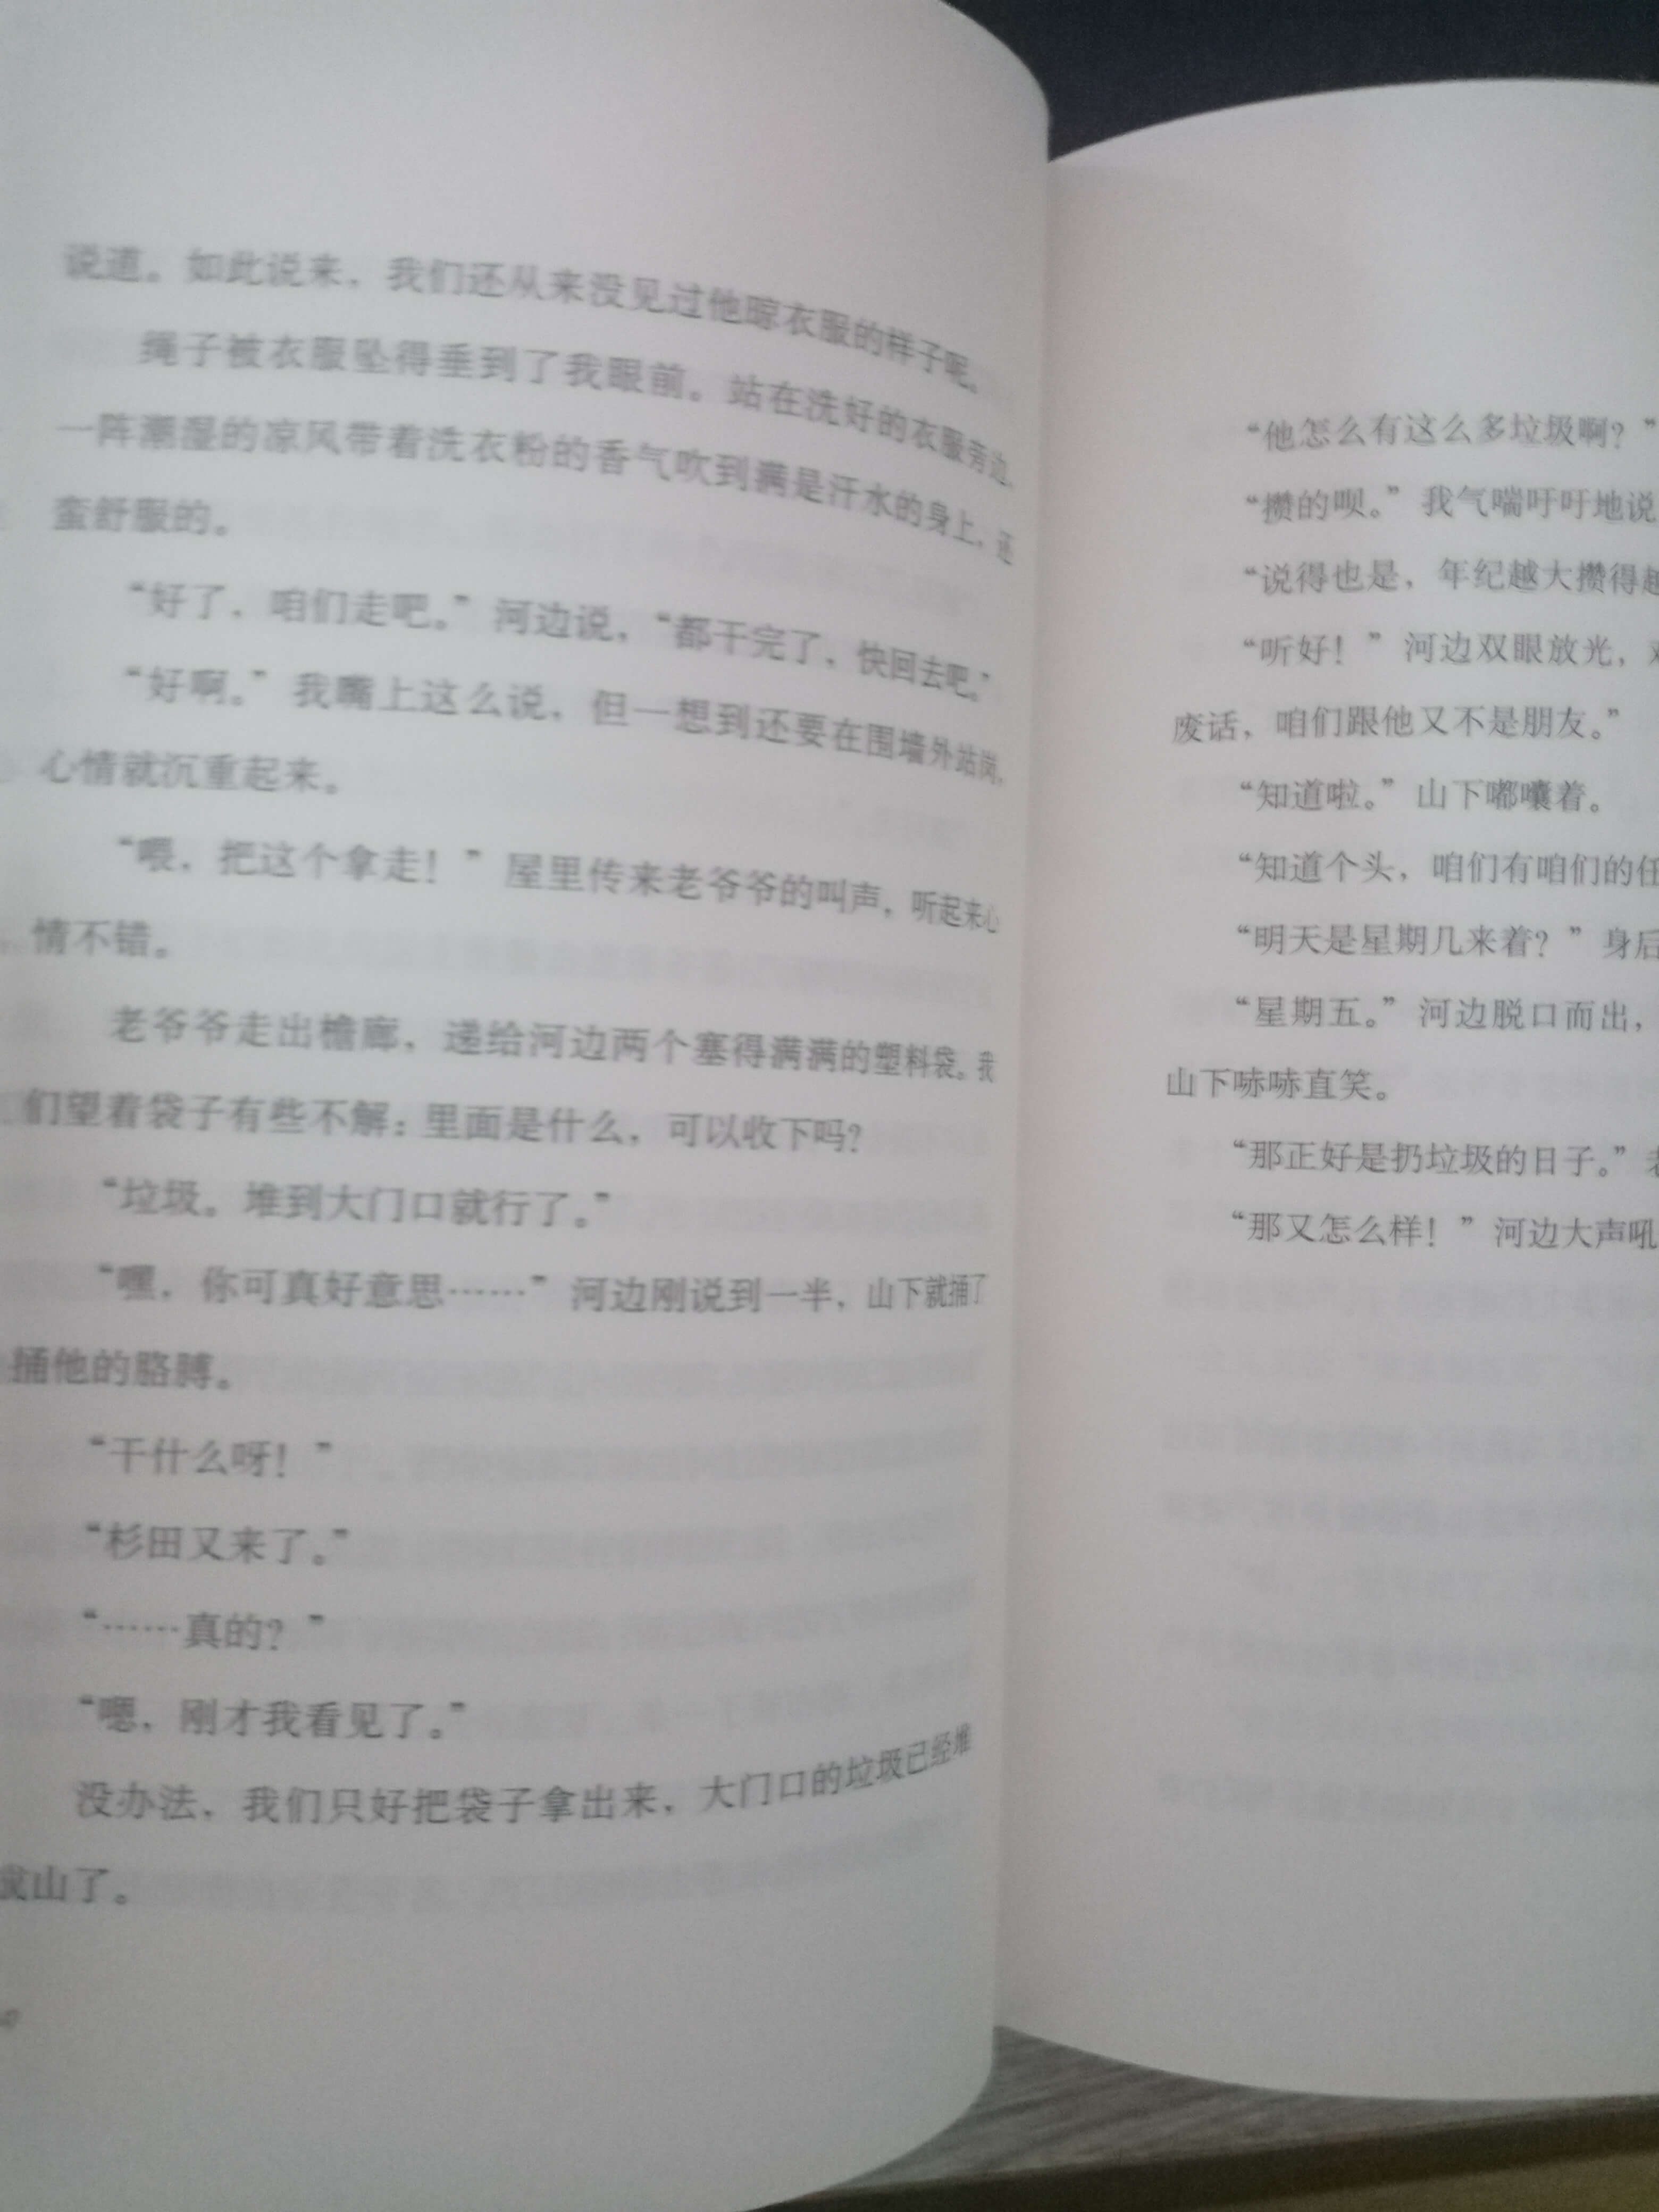 说道。如此说来，我们还从来没见过他晾衣服的样子呢。
绳子被衣服坠得垂到了我眼前。站在洗好的衣服旁边，
一阵潮湿的凉风带着洗衣粉的香气吹到满是汗水的身上，还
蛮舒服的。
“好了，咱们走吧。”河边说，“都干完了，快回去吧。”
“好啊。”我嘴上这么说，但一想到还要在围墙外站岗，
心情就沉重起来。
“喂，把这个拿走！”屋里传来老爷爷的叫声，听起来心
情不错。
老爷爷走出檐廊，递给河边两个塞得满满的塑料袋。我
们望着袋子有些不解：里面是什么，可以收下吗？
“垃圾。堆到大门口就行了。”
“嘿，你可真好意思……”河边刚说到一半，山下就捅了
捅他的胳膊。
“干什么呀！”
“杉田又来了。”
“……真的？”
“嗯，刚才我看见了。”
没办法，我们只好把袋子拿出来，大门口的垃圾已经堆
成山了。
“他怎么有这么多垃圾啊？”
“攒的呗。”我气喘吁吁地说
“说得也是，年纪越大攒得越
“听好！”河边双眼放光，
废话，咱们跟他又不是朋友。”
“知道啦。”山下嘟囔着。
“知道个头，咱们有咱们的任
“明天是星期几来着？”身后
“星期五。”河边脱口而出，
山下哧哧直笑。
“那正好是扔垃圾的日子。”老
“那又怎么样！”河边大声吼